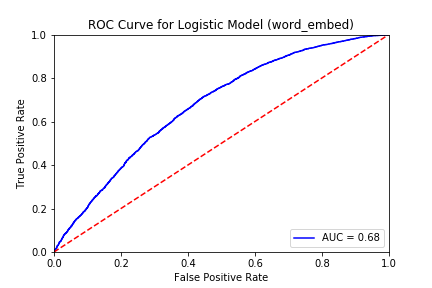 ROC Curve for Logistic Model (word_embed)
1.0
0.8
0.6
0.4
0.2
0.0
True Positive Rate
AUC = 0.68
0.0 0.2 0.4 0.6 0.8 1.0
False Positive Rate